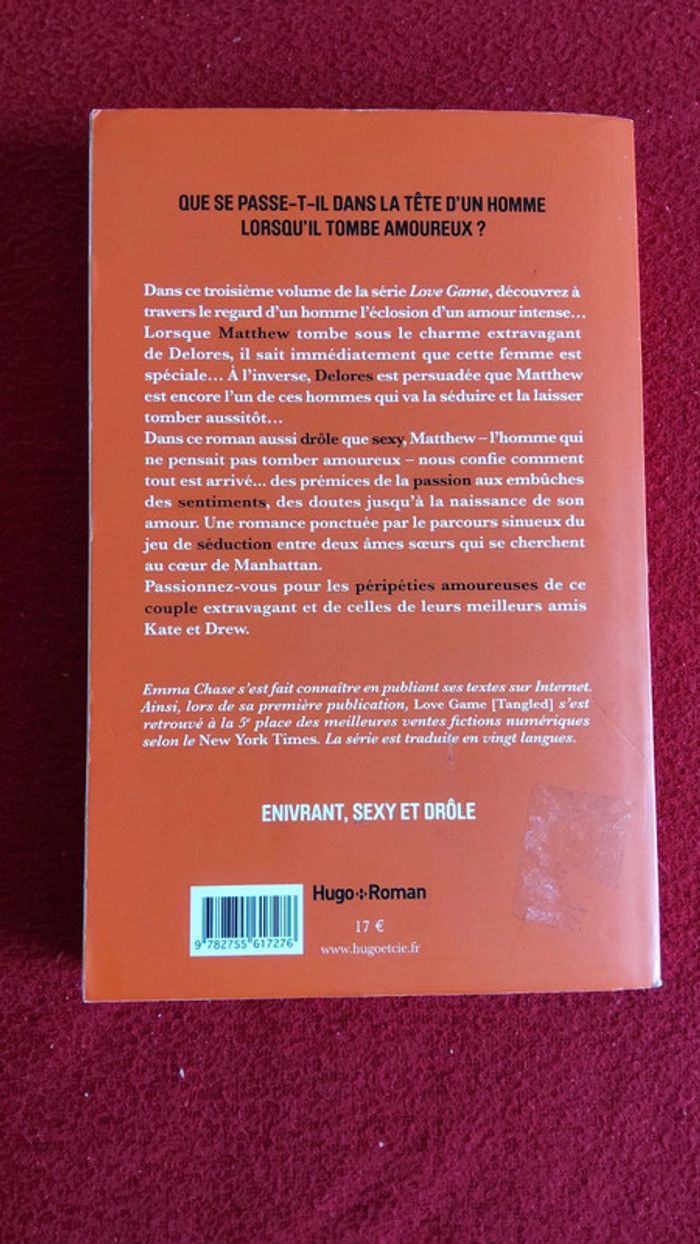 QUE SE PASSE-T-IL DANS LA TÊTE D'UN HOMME
LORSQU'IL TOMBE AMOUREUX ?
Dans ce troisième volume de la série Love Game, découvrez à
travers le regard d'un homme l'éclosion d'un amour intense…
Lorsque Matthew tombe sous le charme extravagant
de Delores, il sait immédiatement que cette femme est
spéciale… À l'inverse, Delores est persuadée que Matthew
est encore l'un de ces hommes qui va la séduire et la laisser
tomber aussitôt…
Dans ce roman aussi drôle que sexy, Matthew – l'homme qui
ne pensait pas tomber amoureux – nous confie comment
tout est arrivé… des prémices de la passion aux embûches
des sentiments, des doutes jusqu'à la naissance de son
amour. Une romance ponctuée par le parcours sinueux du
jeu de séduction entre deux âmes sœurs qui se cherchent
au cœur de Manhattan.
Passionnez-vous pour les péripéties amoureuses de ce
couple extravagant et de celles de leurs meilleurs amis
Kate et Drew.
Emma Chase s'est fait connaître en publiant ses textes sur Internet.
Ainsi, lors de sa première publication, Love Game [Tangled] s'est
retrouvé à la 5e place des meilleures ventes fictions numériques
selon le New York Times. La série est traduite en vingt langues.
ENIVRANT, SEXY ET DRÔLE
Hugo Roman
17 €
www.hugoetcie.fr
9 782755 617276